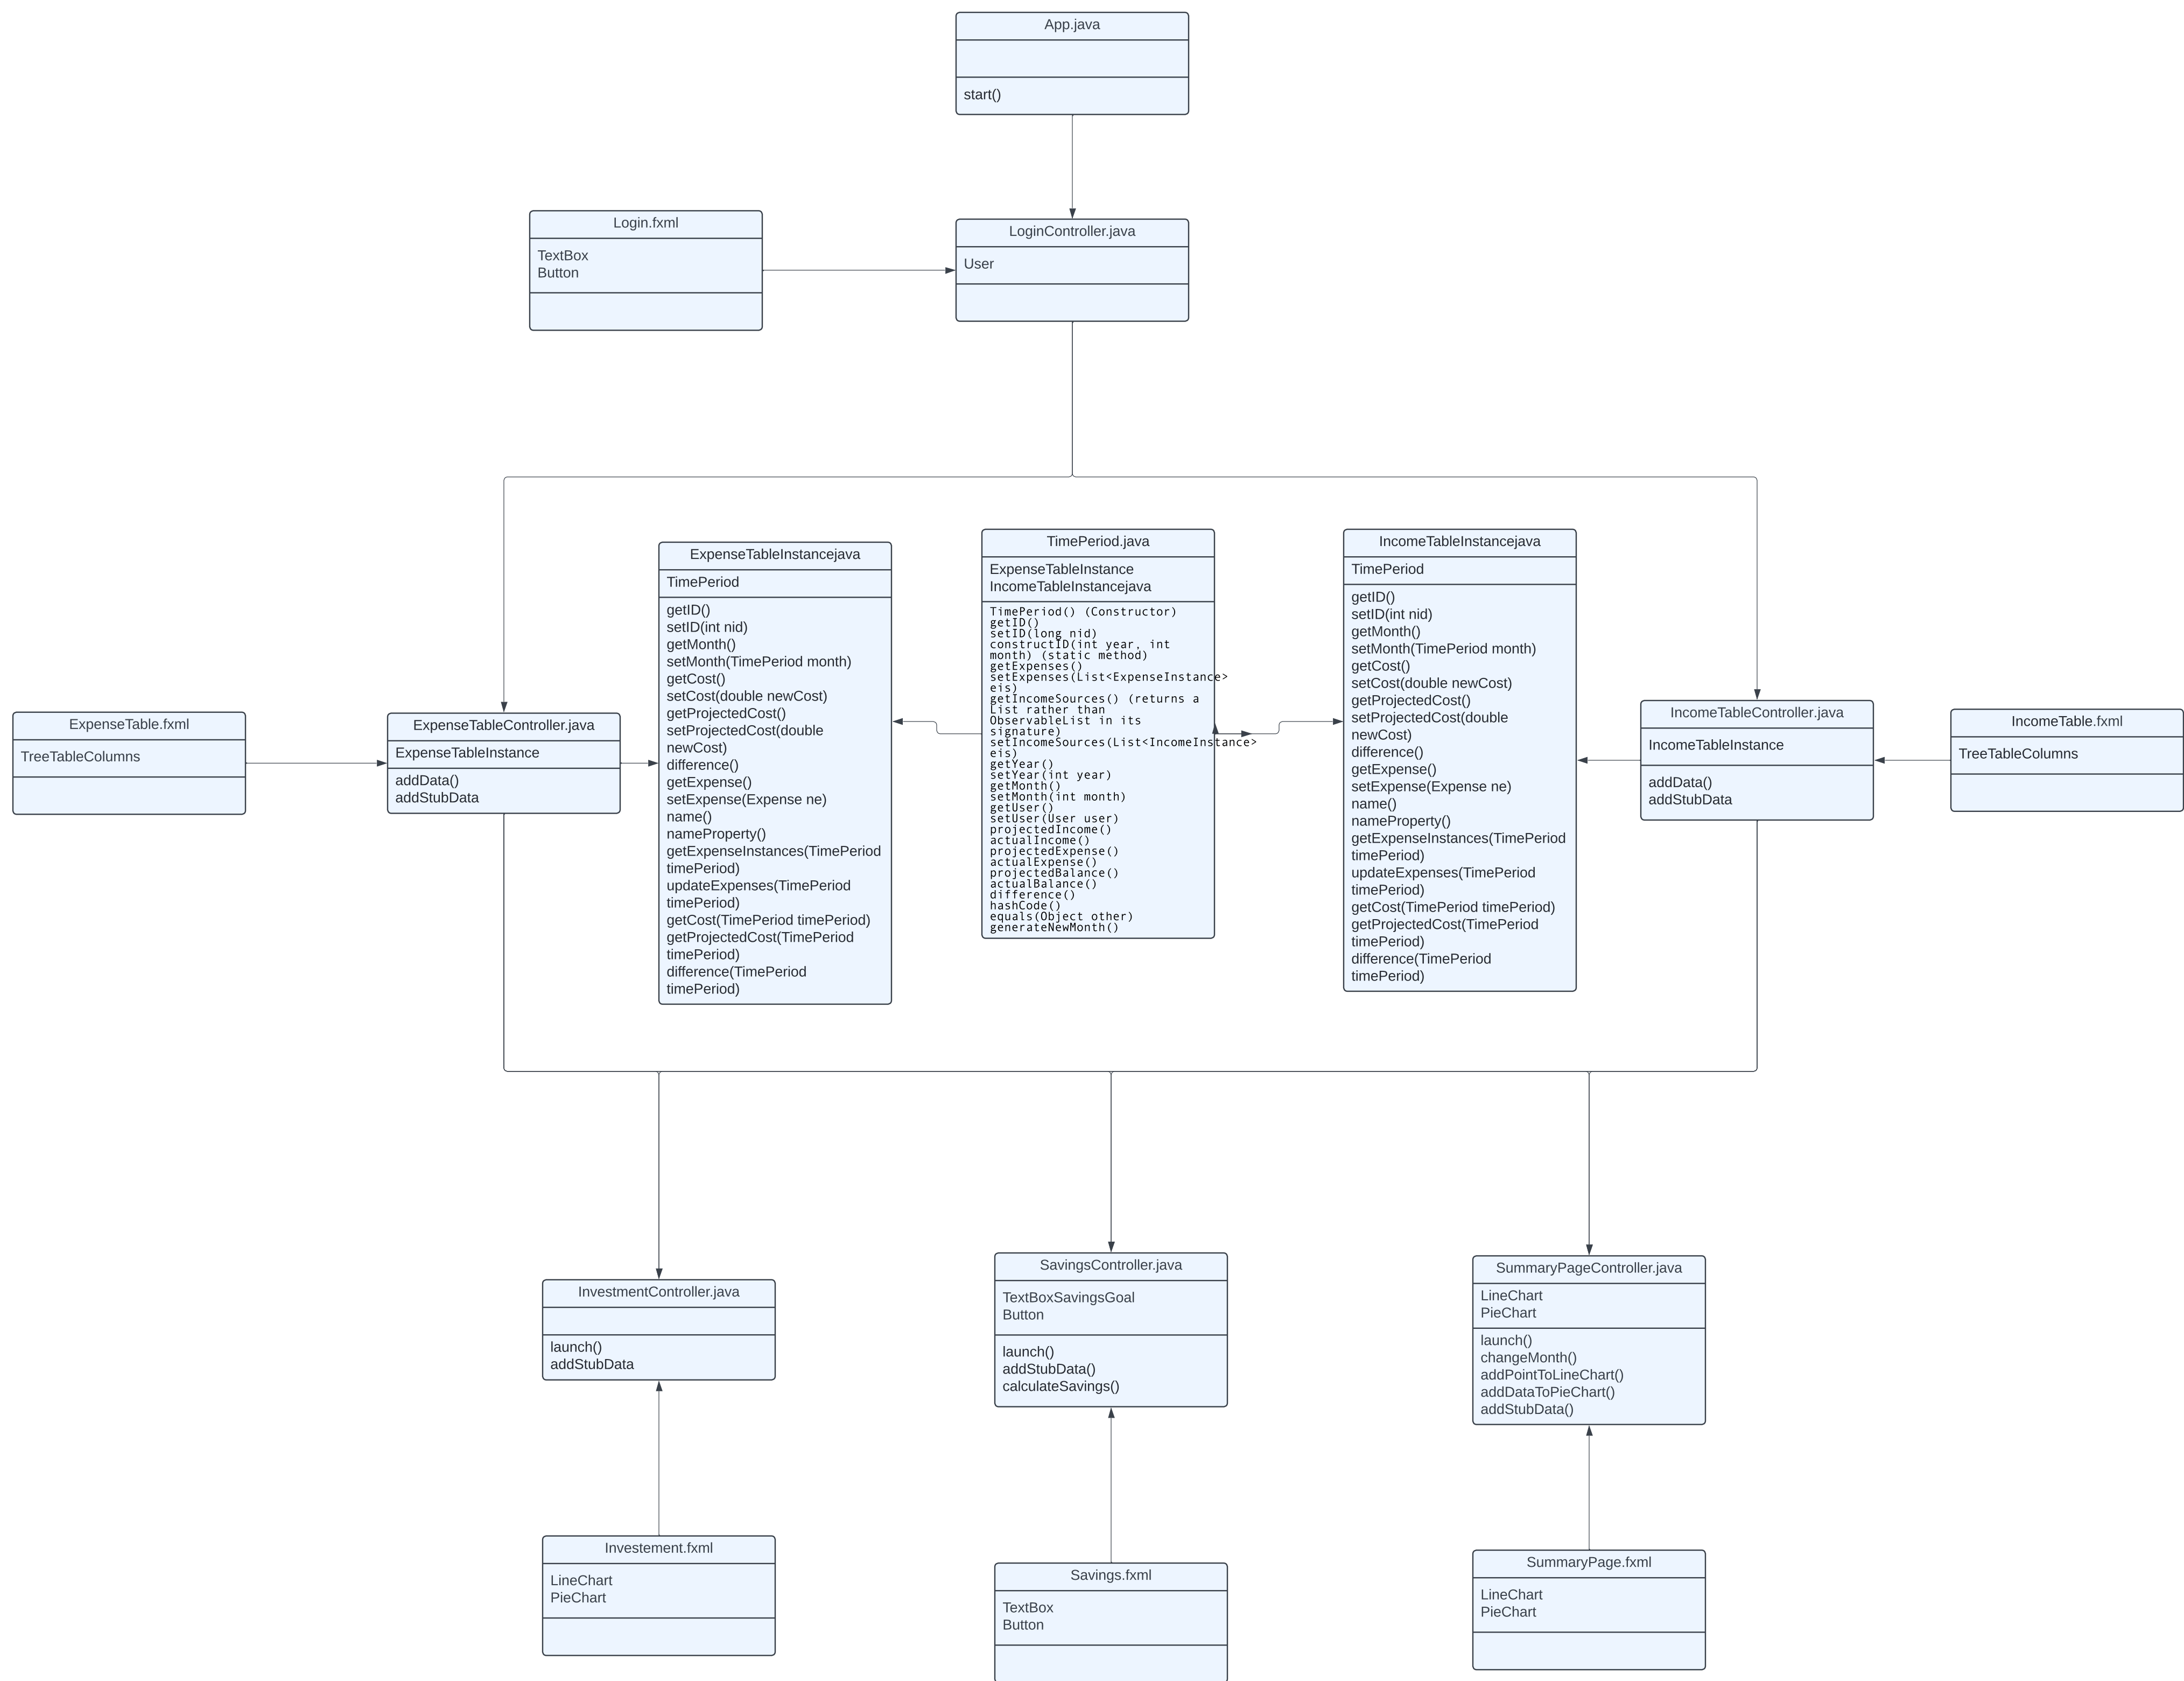 App.java
start()
Login.fxml
TextBox
Button
LoginController.java
User
ExpenseTable.fxml
TreeTableColumns
ExpenseTableController.java
ExpenseTableInstance
addData()
addStubData
ExpenseTableInstancejava
TimePeriod
getID()
setID(int nid)
getMonth()
setMonth(TimePeriod month)
getCost()
setCost(double newCost)
getProjectedCost()
setProjectedCost(double
newCost)
difference()
getExpense()
setExpense(Expense ne)
name()
nameProperty()
getExpenseInstances(TimePeriod
timePeriod)
updateExpenses(TimePeriod
timePeriod)
getCost(TimePeriod timePeriod)
getProjectedCost(TimePeriod
timePeriod)
difference(TimePeriod
timePeriod)
TimePeriod.java
ExpenseTableInstance
IncomeTableInstancejava
TimePeriod() (Constructor)
getID()
setID(long nid)
constructID(int year, int
month) (static method)
getExpenses()
setExpenses(List<ExpenseInstance>
eis)
getIncomeSources() (returns a
List rather than
ObservableList in its
signature)
setIncomeSources(List<IncomeInstance>
eis)
getYear()
setYear(int year)
getMonth()
setMonth(int month)
getUser()
setUser(User user)
projectedIncome()
actualIncome()
projectedExpense()
actualExpense()
projectedBalance()
actualBalance()
difference()
hashCode()
equals(Object other)
generateNewMonth()
IncomeTableInstancejava
TimePeriod
getID()
setID(int nid)
getMonth()
setMonth(TimePeriod month)
getCost()
setCost(double newCost)
getProjectedCost()
setProjectedCost(double
newCost)
difference()
getExpense()
setExpense(Expense ne)
name()
nameProperty()
getExpenseInstances(TimePeriod
timePeriod)
updateExpenses(TimePeriod
timePeriod)
getCost(TimePeriod timePeriod)
getProjectedCost(TimePeriod
timePeriod)
difference(TimePeriod
timePeriod)
IncomeTableController.java
IncomeTableInstance
addData()
addStubData
IncomeTable.fxml
TreeTableColumns
InvestmentController.java
launch()
addStubData
SavingsController.java
TextBoxSavingsGoal
Button
launch()
addStubData()
calculateSavings()
SummaryPageController.java
LineChart
PieChart
launch()
changeMonth()
addPointToLineChart()
addDataToPieChart()
addStubData()
Investement.fxml
LineChart
PieChart
Savings.fxml
TextBox
Button
SummaryPage.fxml
LineChart
PieChart